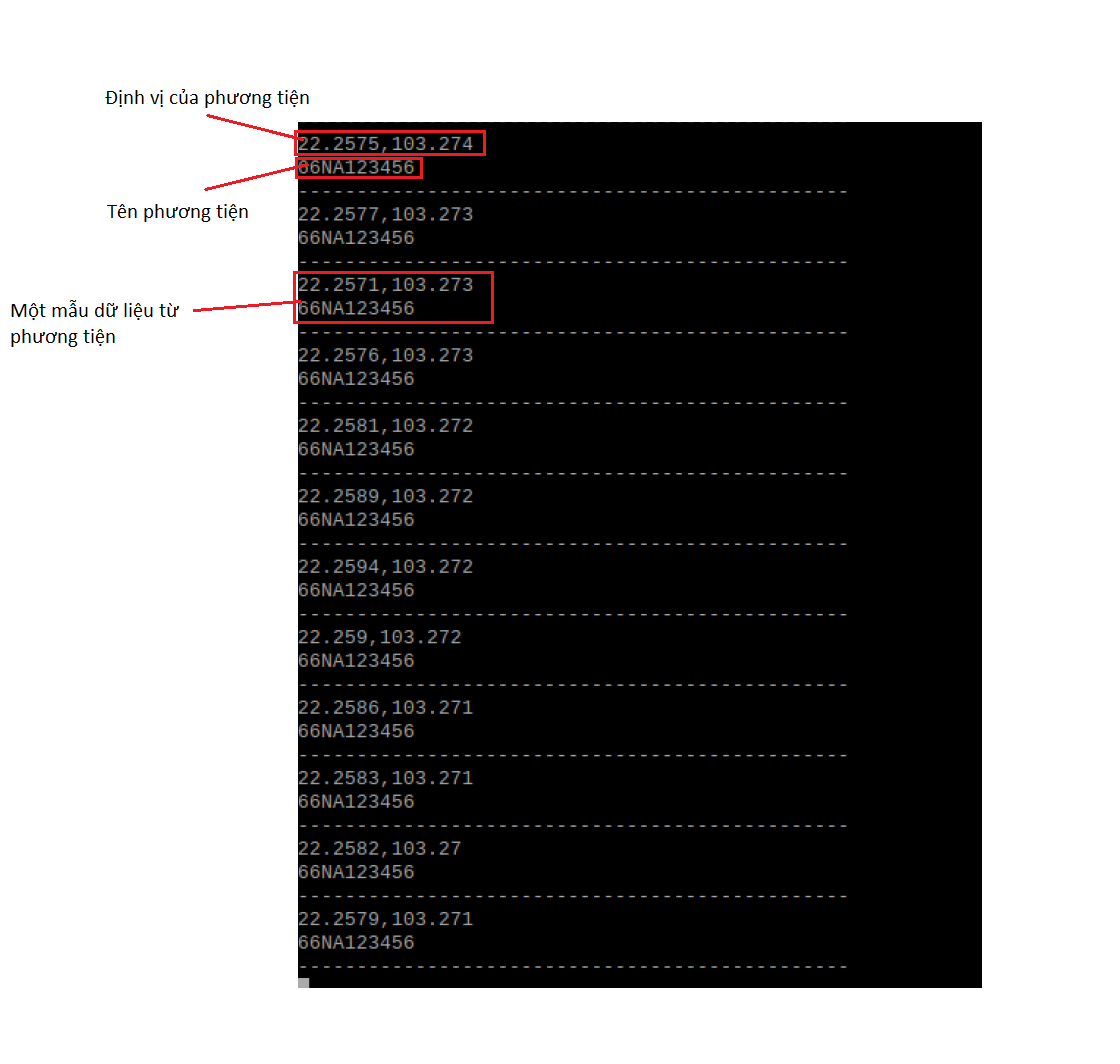 Định vị của phương tiện
22.2575,103.274
66NA123456
Tên phương tiện
-----------------------------------------------
22.2577,103.273
66NA123456
-----------------------------------------------
22.2571,103.273
66NA123456
Một mẫu dữ liệu từ
phương tiện
-----------------------------------------------
22.2576,103.273
66NA123456
-----------------------------------------------
22.2581,103.272
66NA123456
-----------------------------------------------
22.2589,103.272
66NA123456
-----------------------------------------------
22.2594,103.272
66NA123456
-----------------------------------------------
22.259,103.272
66NA123456
-----------------------------------------------
22.2586,103.271
66NA123456
-----------------------------------------------
22.2583,103.271
66NA123456
-----------------------------------------------
22.2582,103.27
66NA123456
-----------------------------------------------
22.2579,103.271
66NA123456
-----------------------------------------------